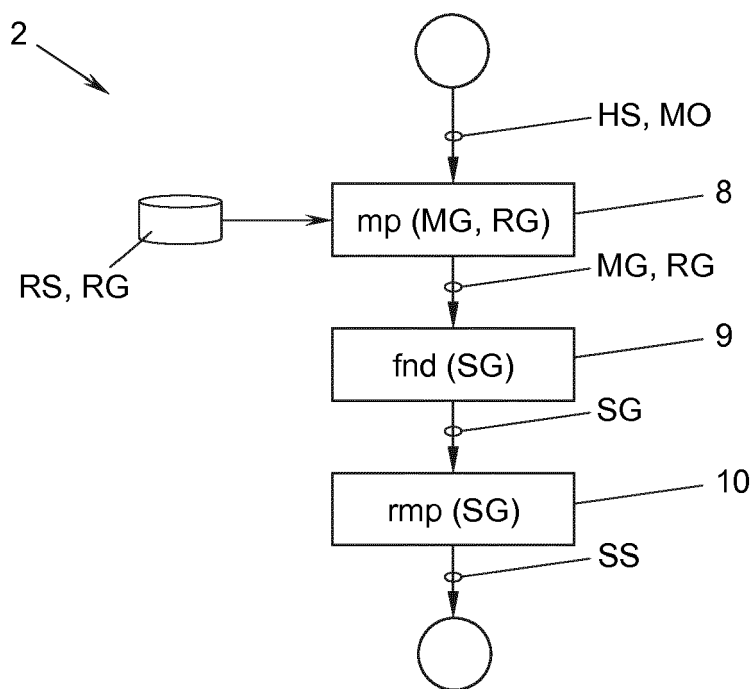 2
HS, MO
8
mp (MG, RG)
RS, RG
MG, RG
9
fnd (SG)
SG
10
rmp (SG)
SS